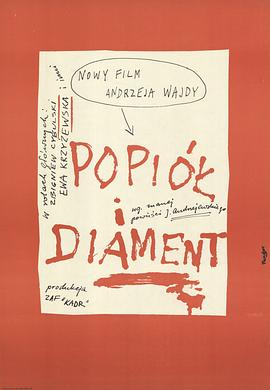 NOWY FILM
ANDRZEJA WAJDY
w rolach głównych:
ZBIGNIEW CYBULSKI
EWA KRZYŻEWSKA i inni
POPIÓŁ
i
wg. znanej
powieści J. Andrzejewskiego
DIAMENT
produkcja
ZAF "KADR"